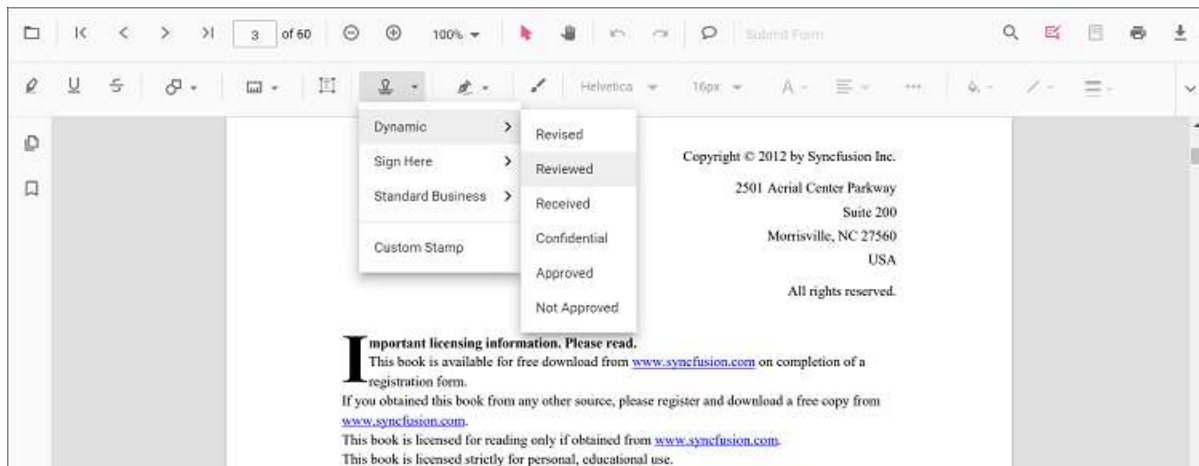 3 of 60 100% Submit Form
Helvetica 16px A
Dynamic
Sign Here
Standard Business
Custom Stamp
Revised
Reviewed
Received
Confidential
Approved
Not Approved
Copyright © 2012 by Syncfusion Inc.
2501 Aerial Center Parkway
Suite 200
Morrisville, NC 27560
USA
All rights reserved.
Important licensing information. Please read.
This book is available for free download from www.syncfusion.com on completion of a
registration form.
If you obtained this book from any other source, please register and download a free copy from
www.syncfusion.com.
This book is licensed for reading only if obtained from www.syncfusion.com.
This book is licensed strictly for personal, educational use.